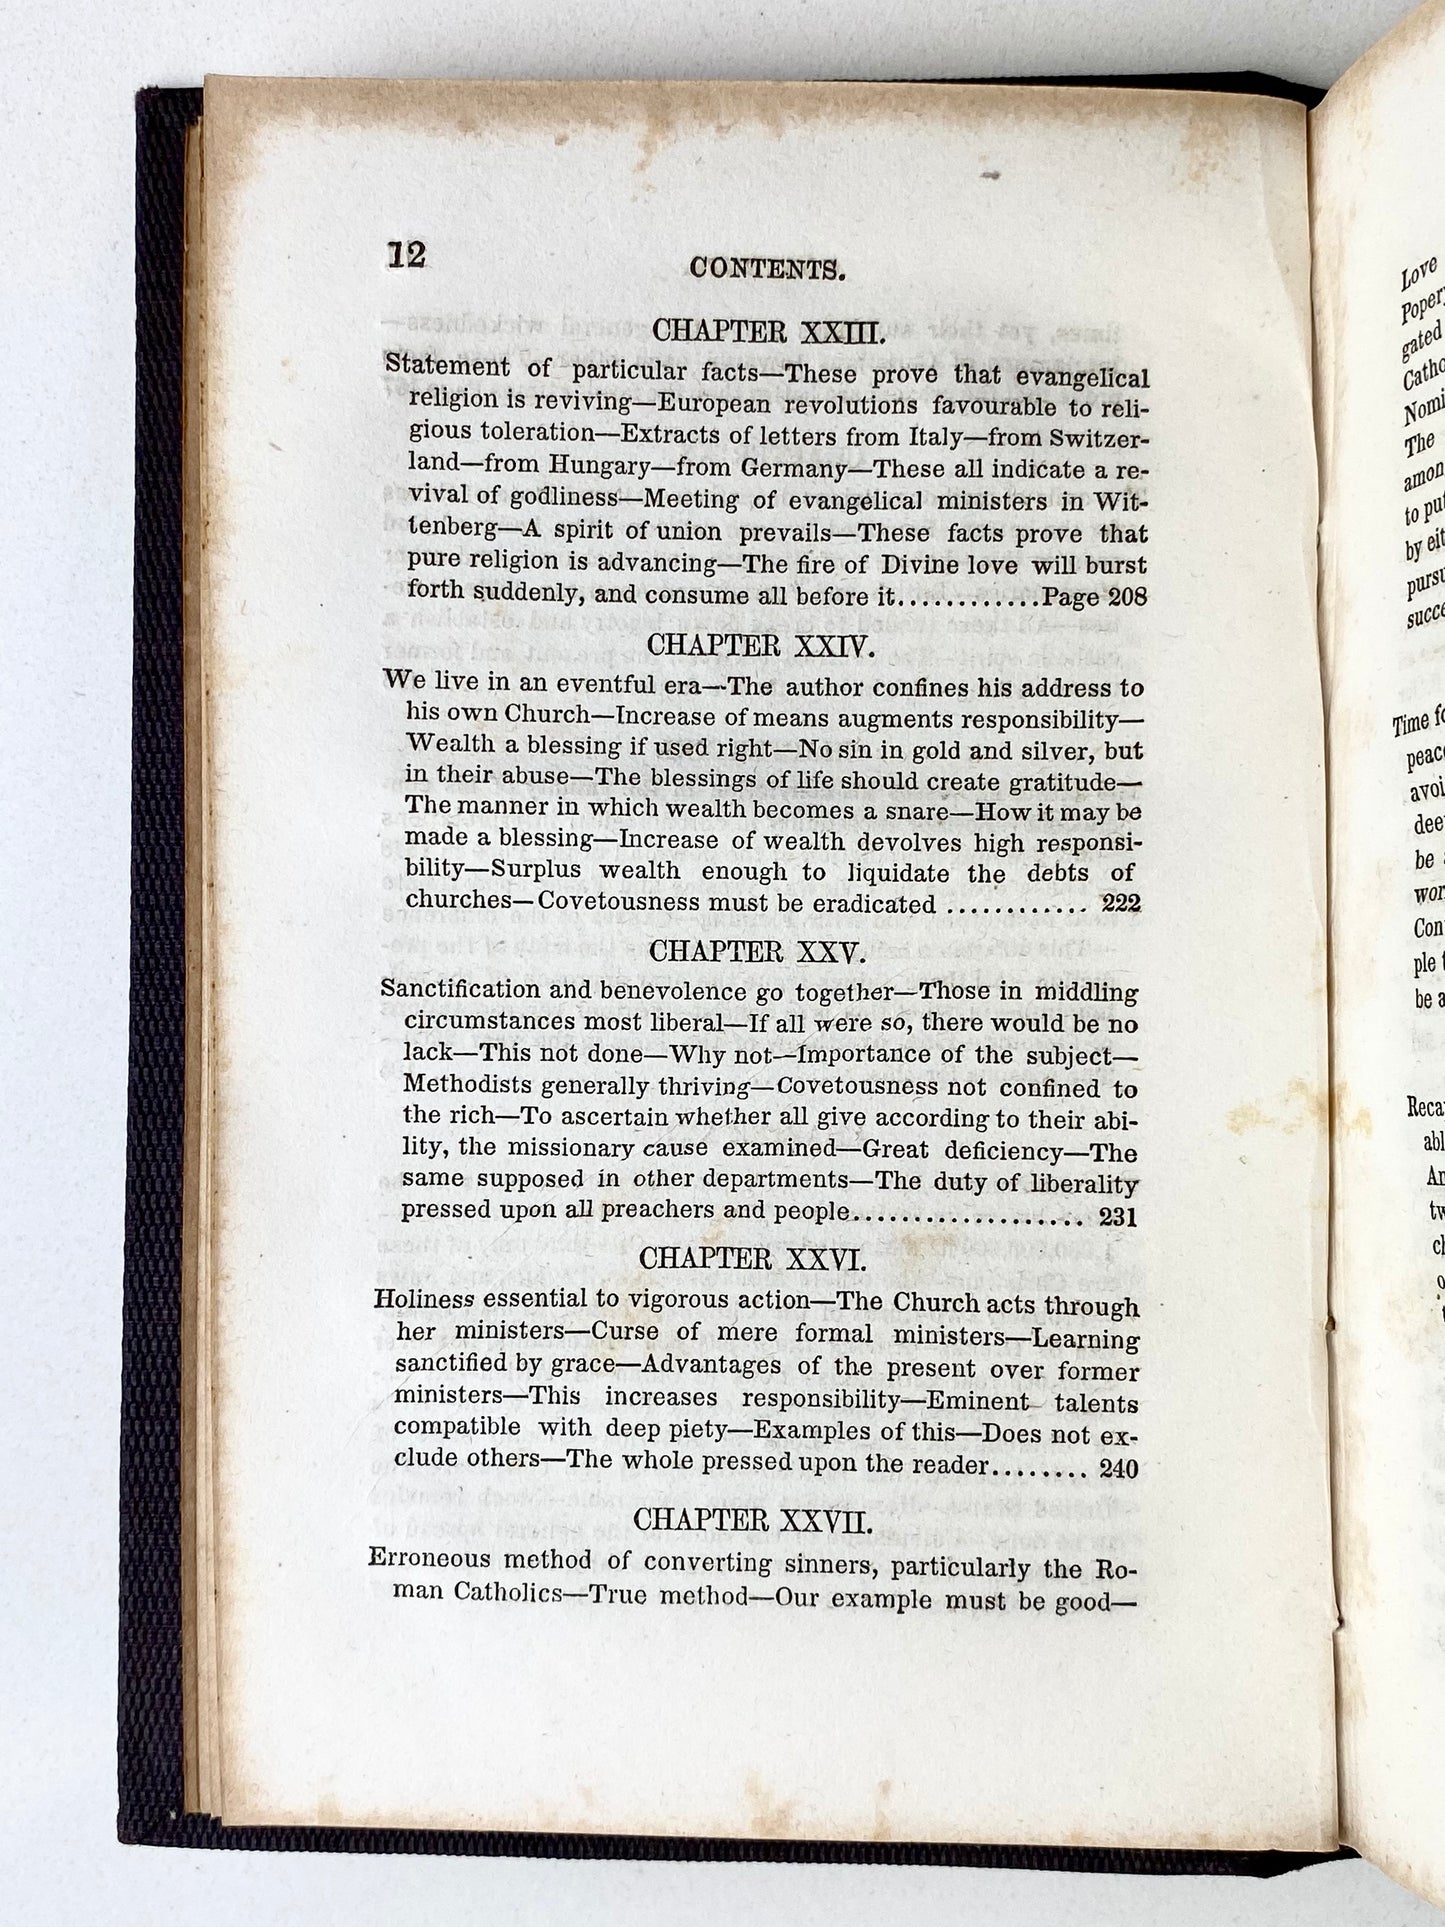 12
CONTENTS.
CHAPTER XXIII.
Statement of particular facts—These prove that evangelical
religion is reviving—European revolutions favourable to reli-
gious toleration—Extracts of letters from Italy—from Switzer-
land—from Hungary—from Germany—These all indicate a re-
vival of godliness—Meeting of evangelical ministers in Wit-
tenberg—A spirit of union prevails—These facts prove that
pure religion is advancing—The fire of Divine love will burst
forth suddenly, and consume all before it............Page 208
CHAPTER XXIV.
We live in an eventful era—The author confines his address to
his own Church—Increase of means augments responsibility—
Wealth a blessing if used right—No sin in gold and silver, but
in their abuse—The blessings of life should create gratitude—
The manner in which wealth becomes a snare—How it may be
made a blessing—Increase of wealth devolves high responsi-
bility—Surplus wealth enough to liquidate the debts of
churches—Covetousness must be eradicated ............ 222
CHAPTER XXV.
Sanctification and benevolence go together—Those in middling
circumstances most liberal—If all were so, there would be no
lack—This not done—Why not—Importance of the subject—
Methodists generally thriving—Covetousness not confined to
the rich—To ascertain whether all give according to their abi-
lity, the missionary cause examined—Great deficiency—The
same supposed in other departments—The duty of liberality
pressed upon all preachers and people.................... 231
CHAPTER XXVI.
Holiness essential to vigorous action—The Church acts through
her ministers—Curse of mere formal ministers—Learning
sanctified by grace—Advantages of the present over former
ministers—This increases responsibility—Eminent talents
compatible with deep piety—Examples of this—Does not ex-
clude others—The whole pressed upon the reader........ 240
CHAPTER XXVII.
Erroneous method of converting sinners, particularly the Ro-
man Catholics—True method—Our example must be good—
Love
gated
The
to put
by eit
Time
be
be a